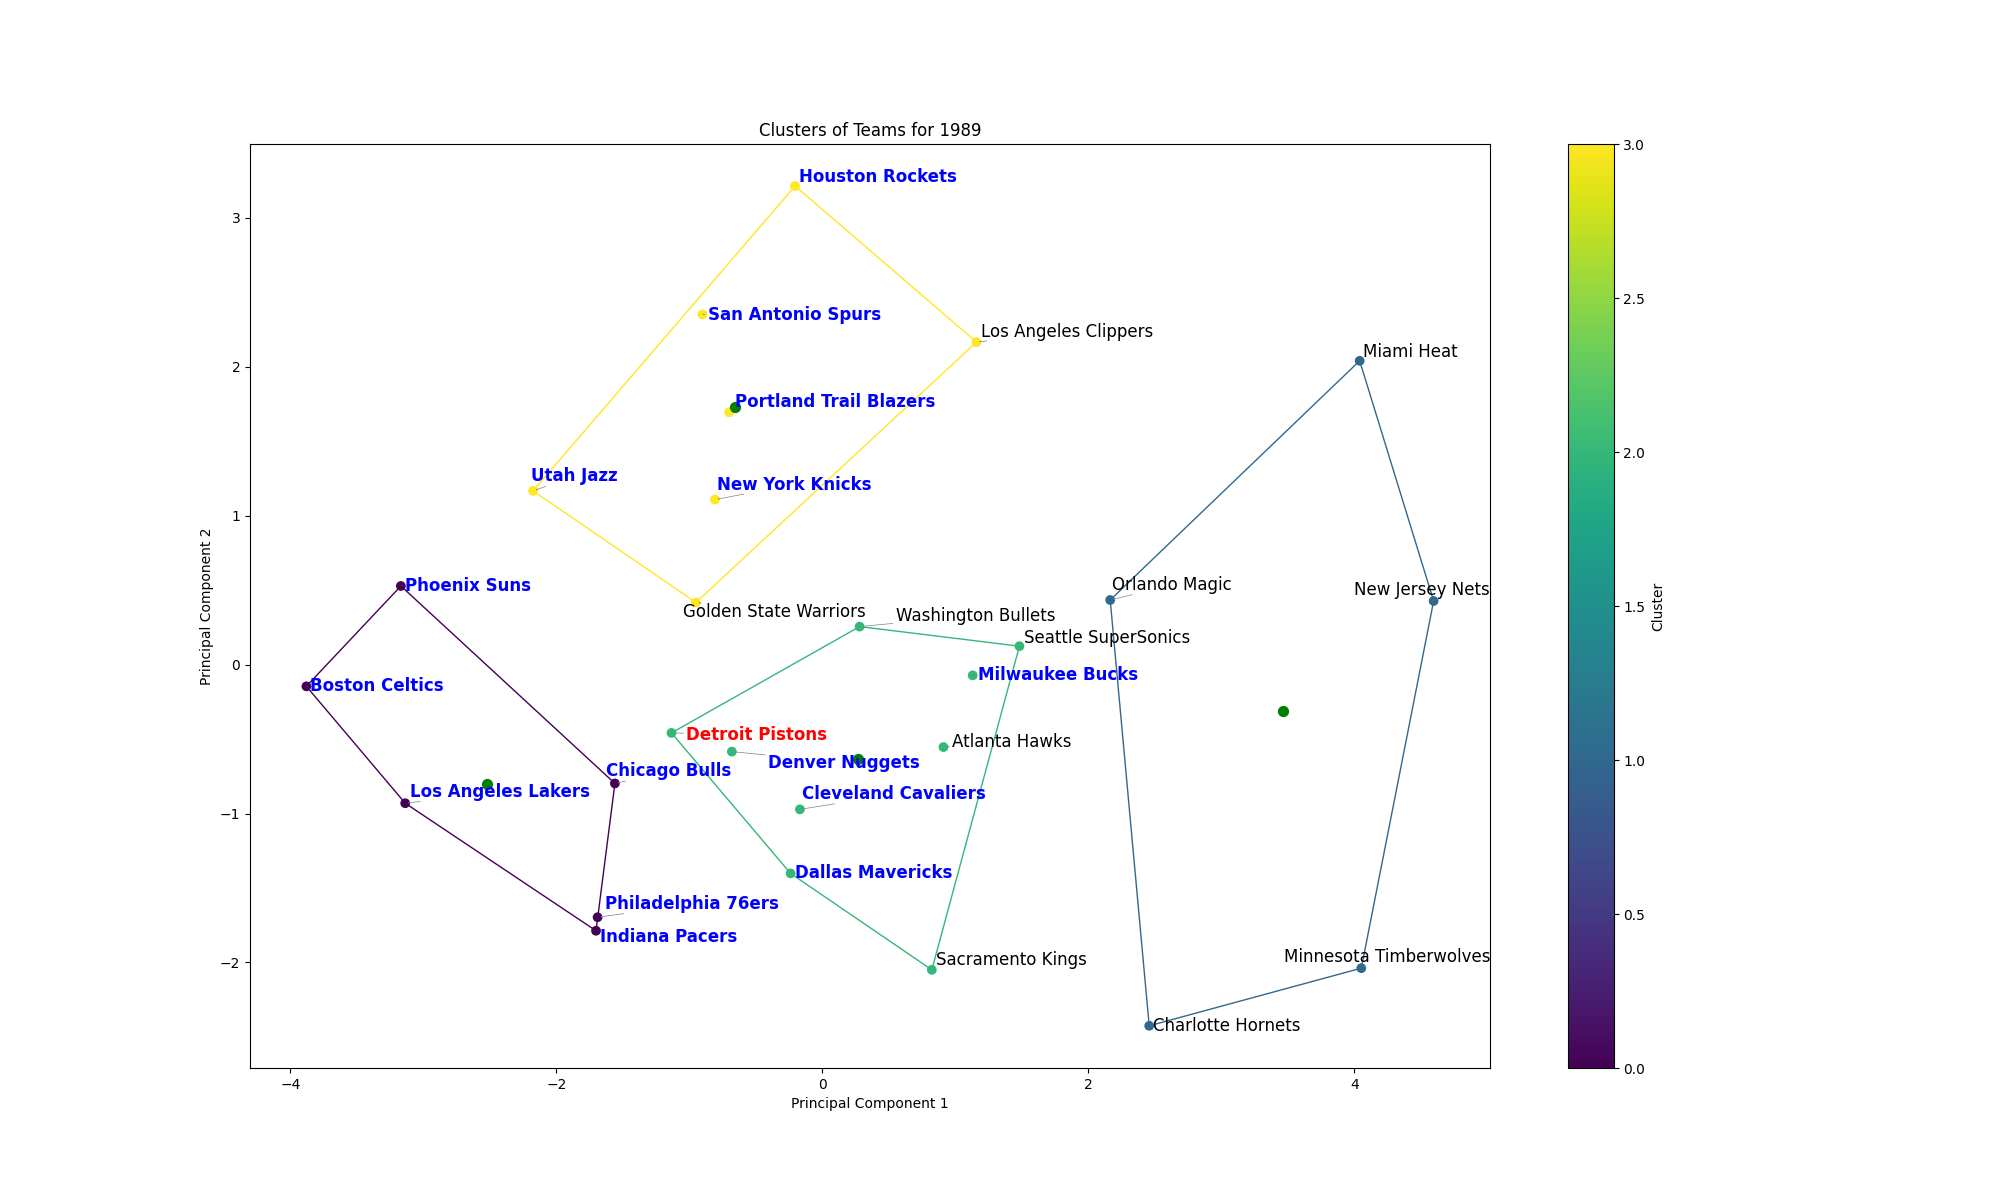 Clusters of Teams for 1989
3.0
Houston Rockets
3
2.5
San Antonio Spurs
Los Angeles Clippers
Miami Heat
2
Portland Trail Blazers
2.0
Utah Jazz
New York Knicks
1
Phoenix Suns
Orlando Magic
New Jersey Nets
1.5
Golden State Warriors
Washington Bullets
Seattle SuperSonics
Principal Component 2
Cluster
0
Milwaukee Bucks
Boston Celtics
Detroit Pistons
Atlanta Hawks
Denver Nuggets
1.0
Chicago Bulls
Los Angeles Lakers
Cleveland Cavaliers
−1
Dallas Mavericks
Philadelphia 76ers
0.5
Indiana Pacers
Sacramento Kings
Minnesota Timberwolves
−2
Charlotte Hornets
0.0
−4
−2
0
2
4
Principal Component 1